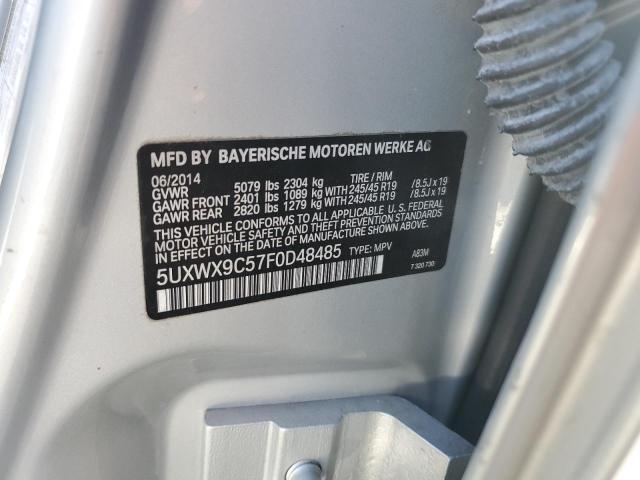 MFD BY BAYERISCHE MOTOREN WERKE AG
06/2014 TIRE / RIM
GVWR 5079 lbs 2304 kg
GAWR FRONT 2401 lbs 1089 kg WITH 245/45 R19 / 8.5J x 19
GAWR REAR 2820 lbs 1279 kg WITH 245/45 R19 / 8.5J x 19
THIS VEHICLE CONFORMS TO ALL APPLICABLE U.S. FEDERAL
MOTOR VEHICLE SAFETY AND THEFT PREVENTION STANDARDS
IN EFFECT ON THE DATE OF MANUFACTURE SHOWN ABOVE.
5UXWX9C57F0D48485 TYPE: MPV A83M
7 320 730